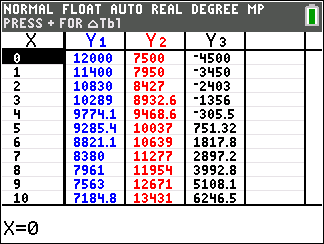 NORMAL FLOAT AUTO REAL DEGREE MP
PRESS + FOR △Tbl
X Y1 Y2 Y3
0 12000 7500 -4500
1 11400 7950 -3450
2 10830 8427 -2403
3 10289 8932.6 -1356
4 9774.1 9468.6 -305.5
5 9285.4 10037 751.32
6 8821.1 10639 1817.8
7 8380 11277 2897.2
8 7961 11954 3992.8
9 7563 12671 5108.1
10 7184.8 13431 6246.5
X=0